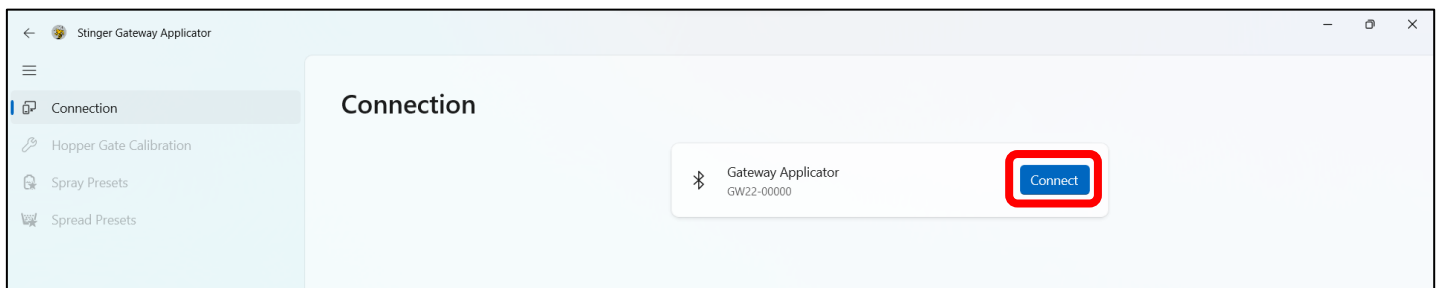 Stinger Gateway Applicator
Connection
Hopper Gate Calibration
Spray Presets
Spread Presets
Connection
Gateway Applicator
GW22-00000
Connect